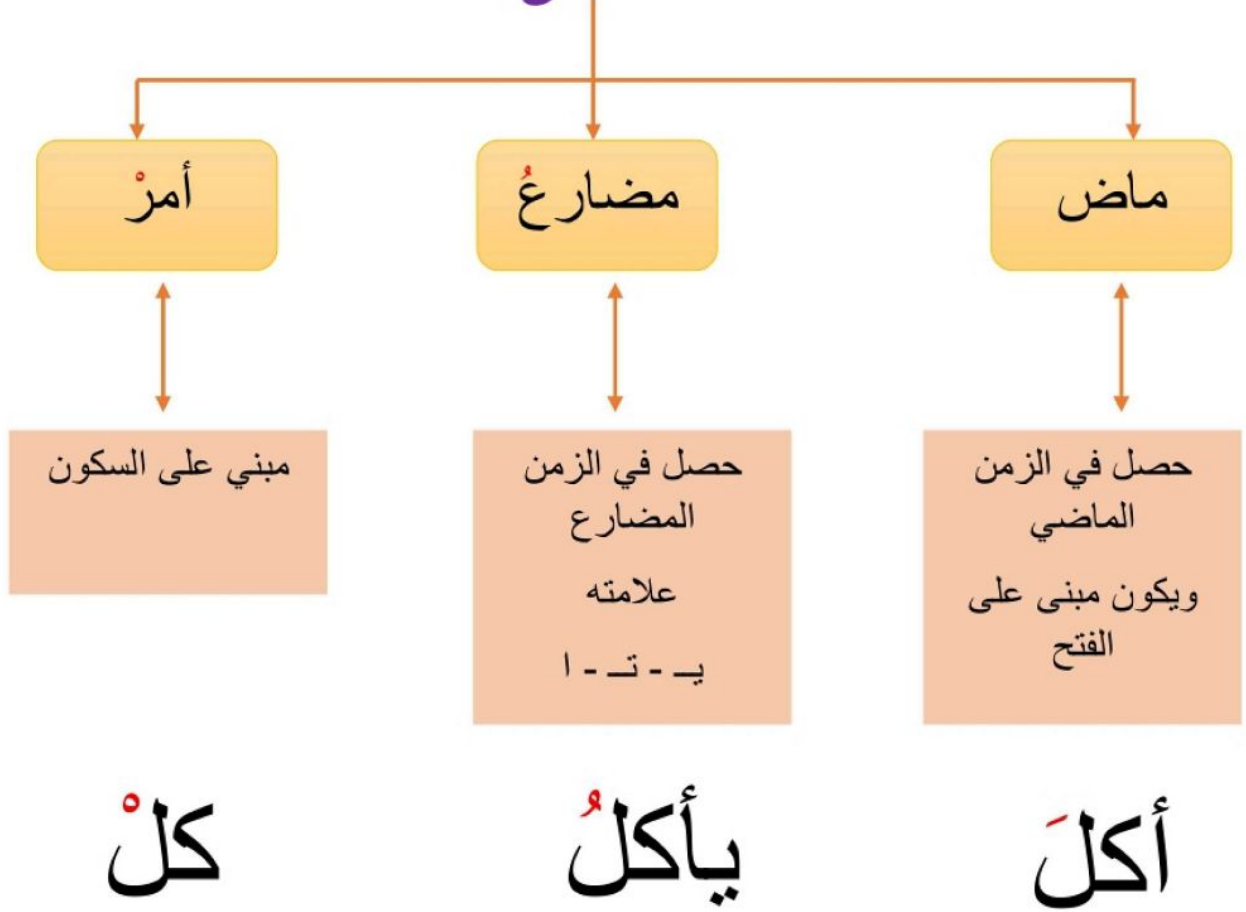 ماض
مضارعُ
أمرْ
حصل في الزمن
الماضي
ويكون مبنى على
الفتح
حصل في الزمن
المضارع
علامته
يـ - تـ - ا
مبني على السكون
أكلَ
يأكلُ
كلْ